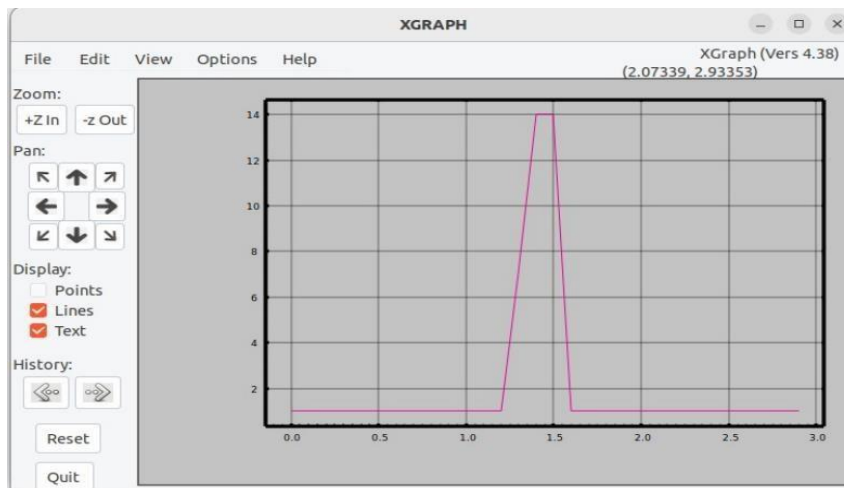 XGRAPH
File Edit View Options Help
XGraph (Vers 4.38)
(2.07339, 2.93353)
Zoom:
+Z In -z Out
Pan:
Display:
Points
Lines
Text
History:
Reset
Quit
14
12
10
8
6
4
2
0.0 0.5 1.0 1.5 2.0 2.5 3.0